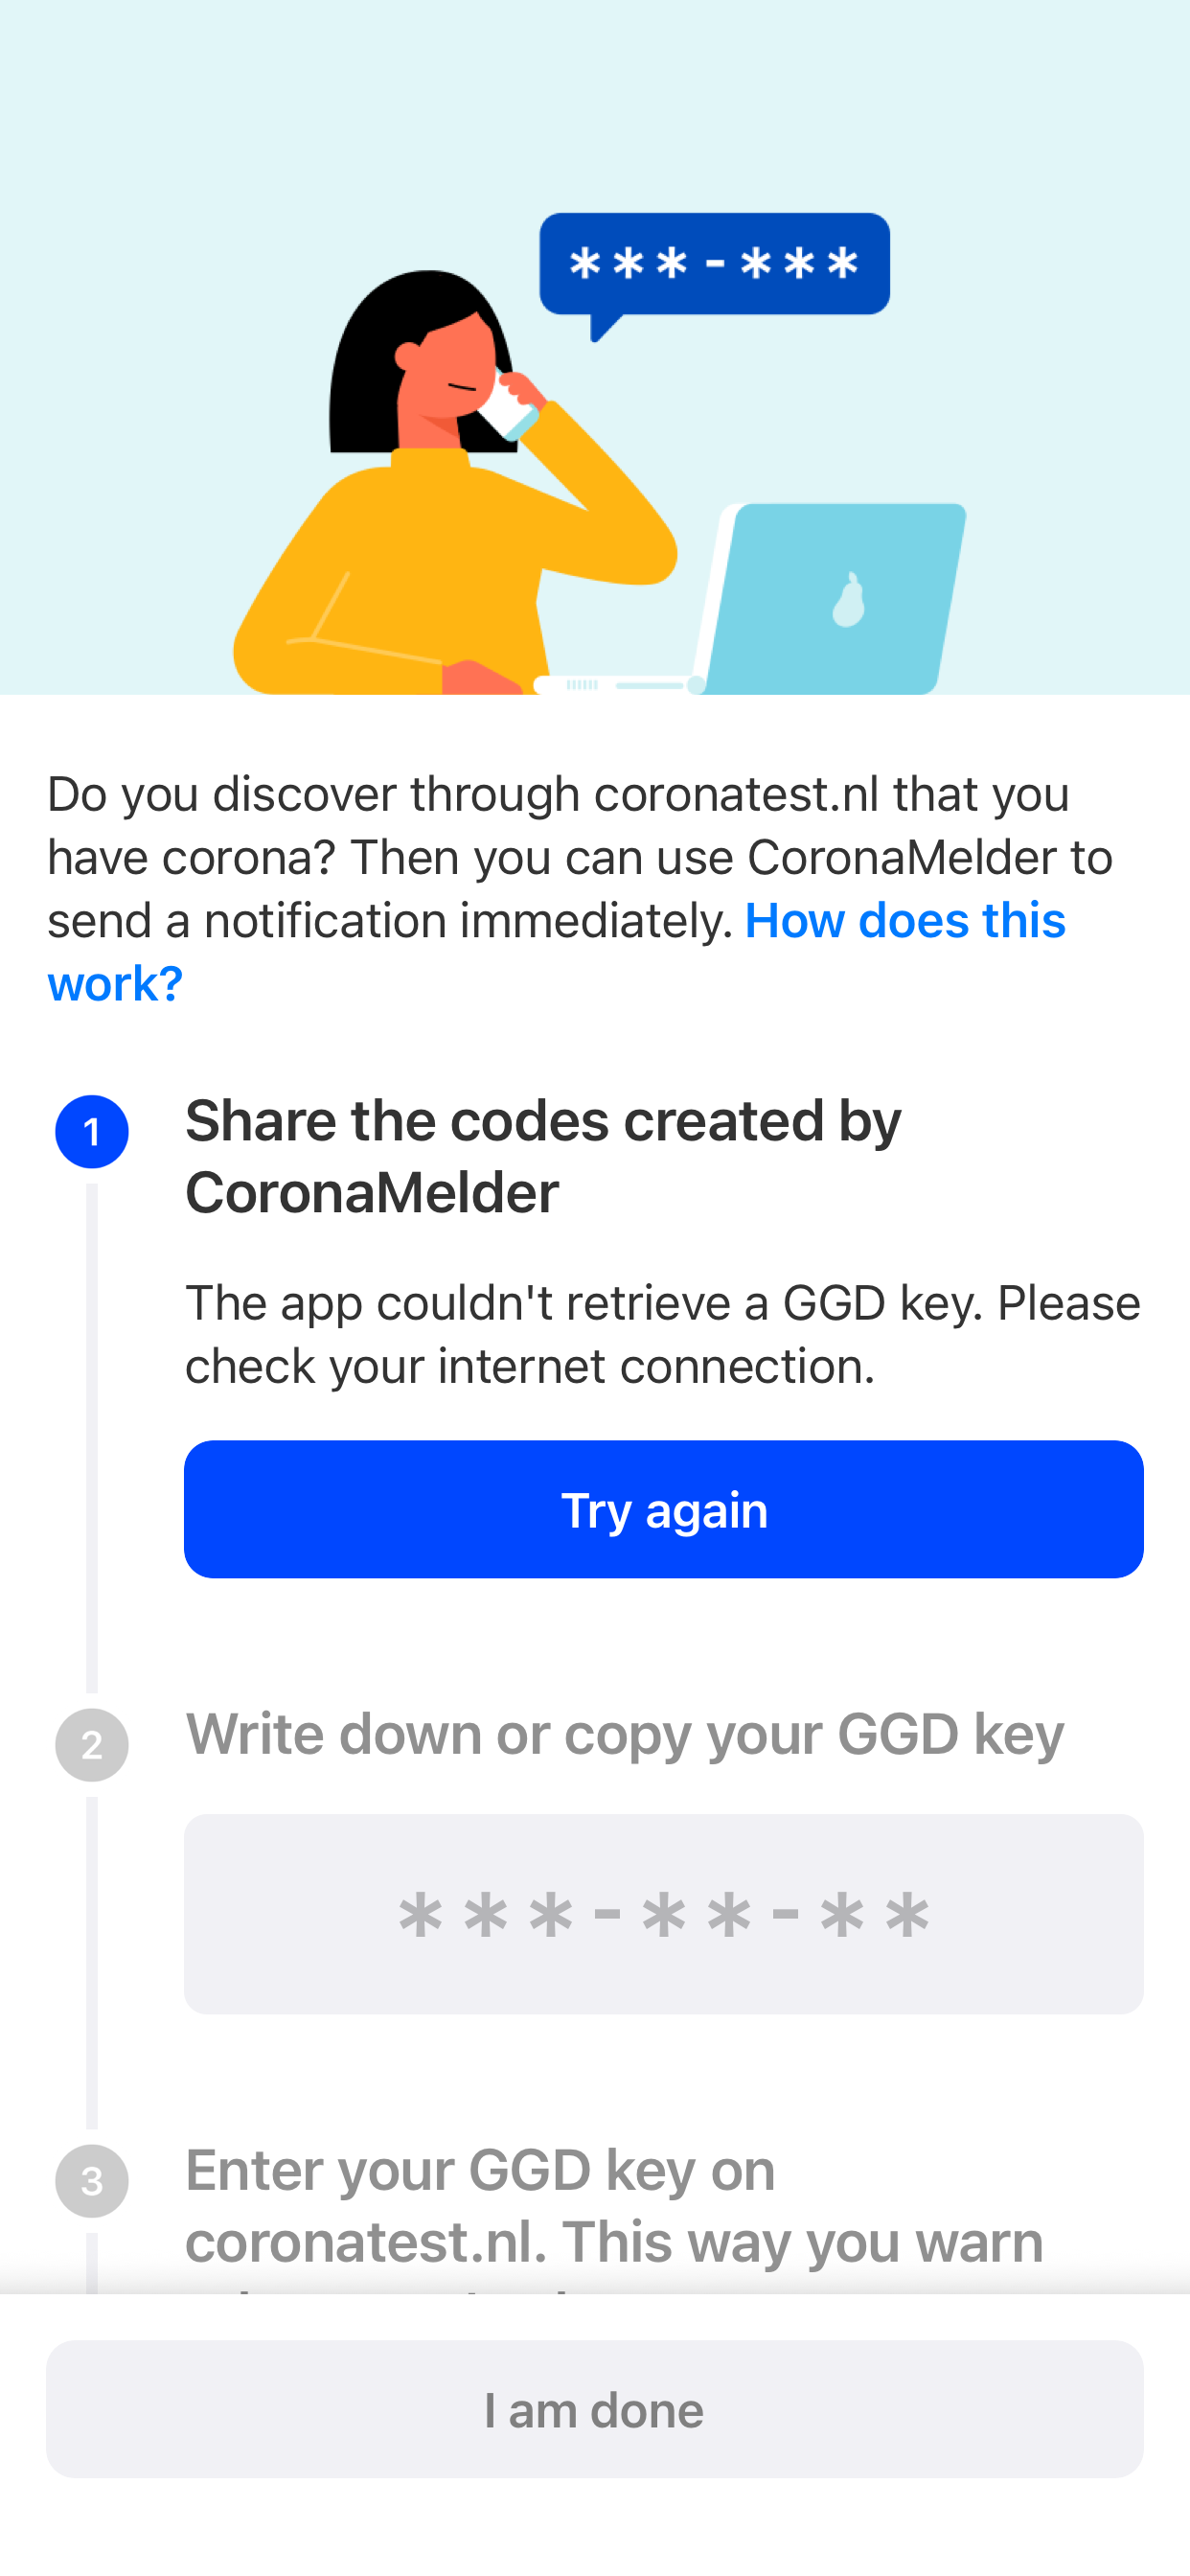 ***-***
Do you discover through coronatest.nl that you
have corona? Then you can use CoronaMelder to
send a notification immediately. How does this
work?
1
Share the codes created by
CoronaMelder
The app couldn't retrieve a GGD key. Please
check your internet connection.
Try again
2
Write down or copy your GGD key
***-**-**
3
Enter your GGD key on
coronatest.nl. This way you warn
I am done